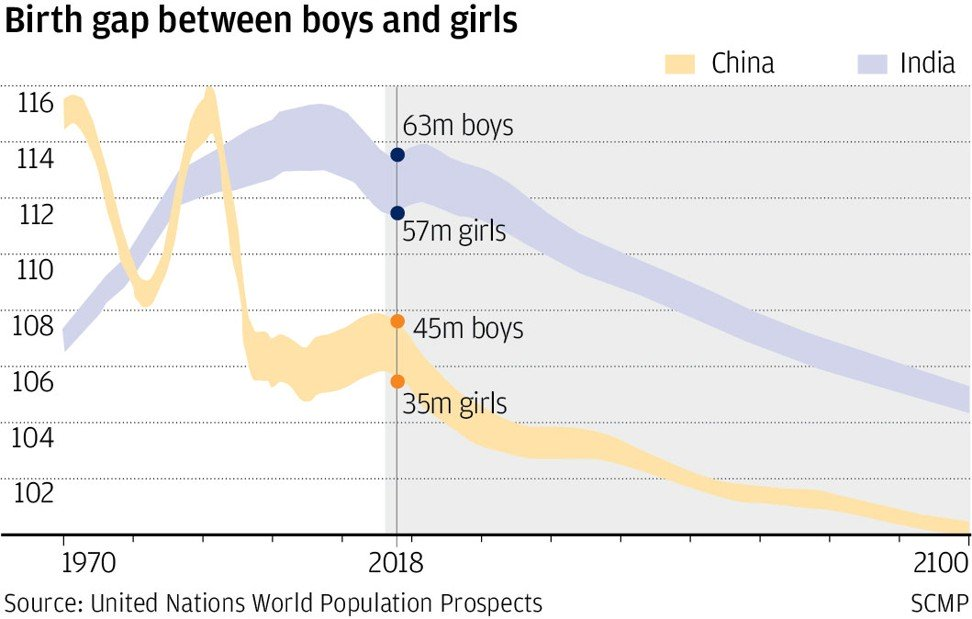 Birth gap between boys and girls
China India
116
63m boys
114
112
57m girls
110
108
45m boys
106
35m girls
104
102
1970 2018 2100
Source: United Nations World Population Prospects SCMP